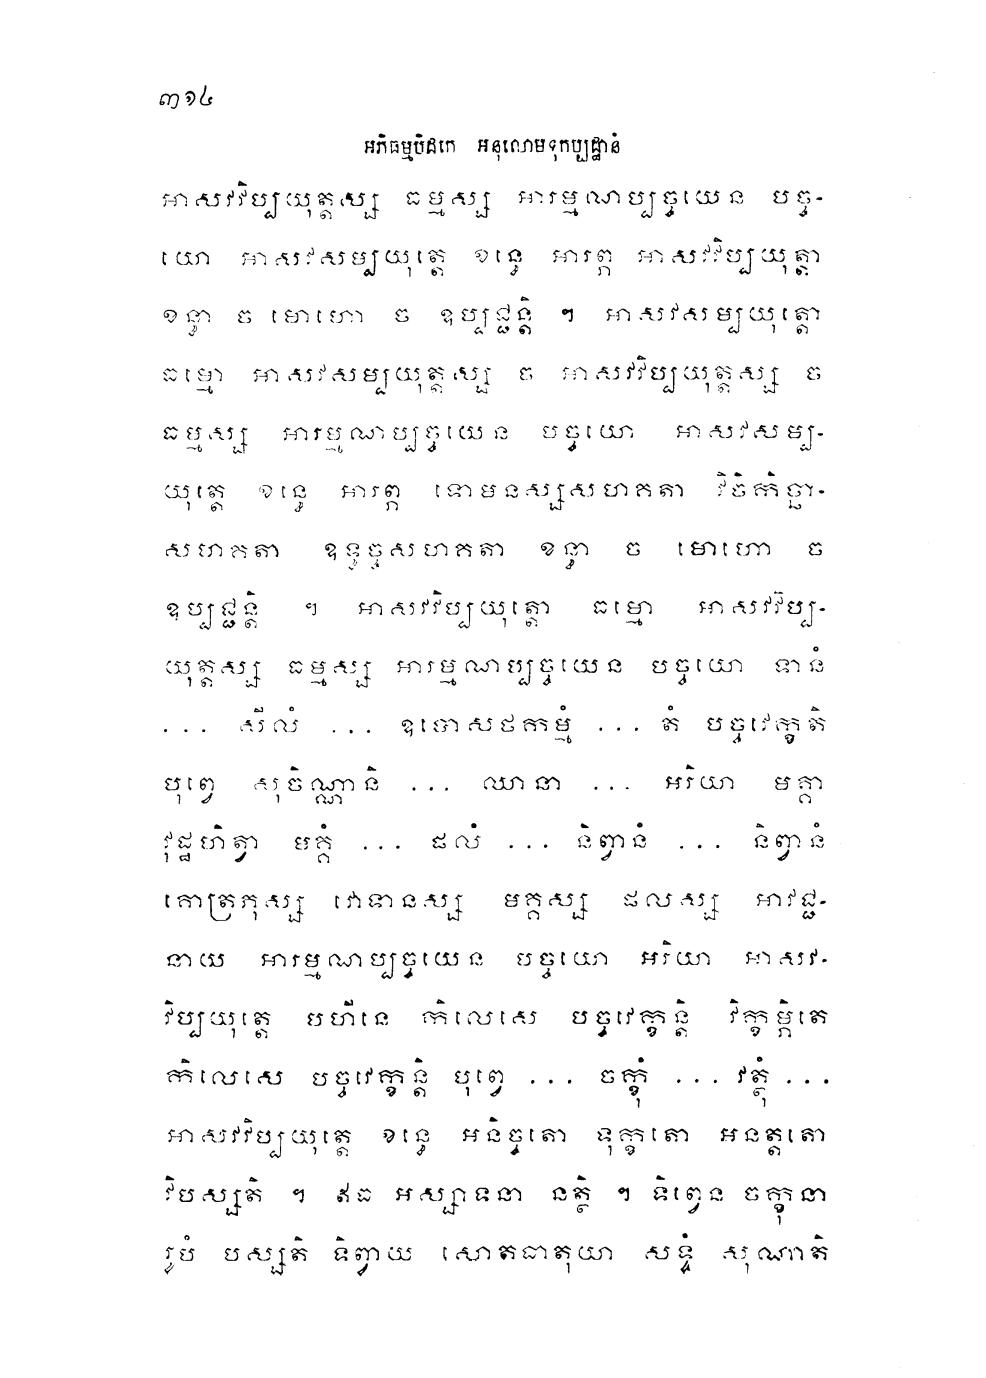 ៣១៤
អភិធម្មបិដកេ អនុលោមទុកប្បដ្ឋានំ
អាសវវិប្បយុត្តស្ស ធម្មស្ស អារម្មណប្បច្ចយេន បច្ច-
យោ អាសវសម្បយុត្តេ ខន្ធេ អារព្ភ អាសវវិប្បយុត្តា
ខន្ធា ច មោហោ ច ឧប្បជ្ជន្តិ ។ អាសវសម្បយុត្តោ
ធម្មោ អាសវសម្បយុត្តស្ស ច អាសវវិប្បយុត្តស្ស ច
ធម្មស្ស អារម្មណប្បច្ចយេន បច្ចយោ អាសវសម្ប-
យុត្តេ ខន្ធេ អារព្ភ ទោមនស្សសហគតា វិចិកិច្ឆា-
សហគតា ឧទ្ធច្ចសហគតា ខន្ធា ច មោហោ ច
ឧប្បជ្ជន្តិ ។ អាសវវិប្បយុត្តោ ធម្មោ អាសវវិប្ប-
យុត្តស្ស ធម្មស្ស អារម្មណប្បច្ចយេន បច្ចយោ ទានំ
... សីលំ ... ឧបោសថកម្មំ ... តំ បច្ចវេក្ខតិ
បុព្វេ សុចិណ្ណានិ ... ឈានា ... អរិយា មគ្គា
វុដ្ឋហិត្វា មគ្គំ ... ផលំ ... និព្វានំ ... និព្វានំ
គោត្រភុស្ស វោទានស្ស មគ្គស្ស ផលស្ស អាវជ្ជ-
នាយ អារម្មណប្បច្ចយេន បច្ចយោ អរិយា អាសវ-
វិប្បយុត្តេ បហីនេ កិលេសេ បច្ចវេក្ខន្តិ វិក្ខម្ភិតេ
កិលេសេ បច្ចវេក្ខន្តិ បុព្វេ ... ចក្ខុំ ... វត្ថុំ ...
អាសវវិប្បយុត្តេ ខន្ធេ អនិច្ចតោ ទុក្ខតោ អនត្តតោ
វិបស្សតិ ។ ឥធ អស្សាទនា នត្ថិ ។ ទិព្វេន ចក្ខុនា
រូបំ បស្សតិ ទិព្វាយ សោតធាតុយា សទ្ទំ សុណាតិ